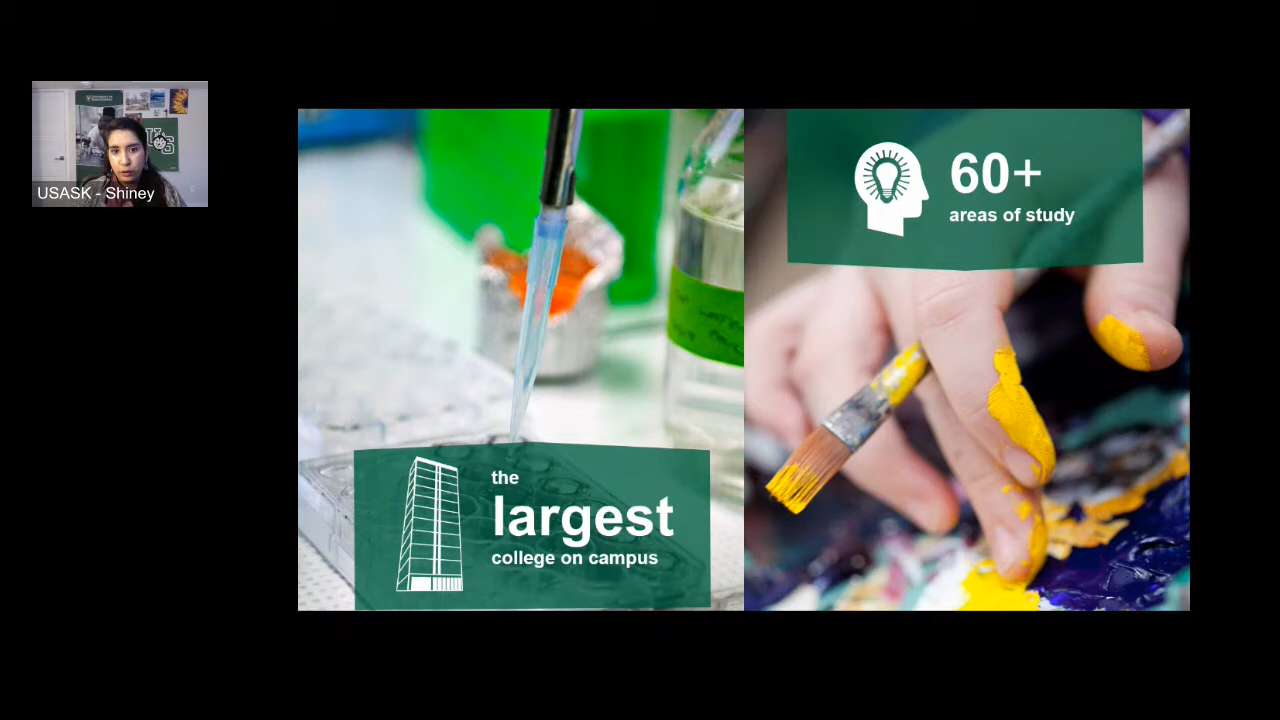 USASK - Shiney
60+
areas of study
the
largest
college on campus